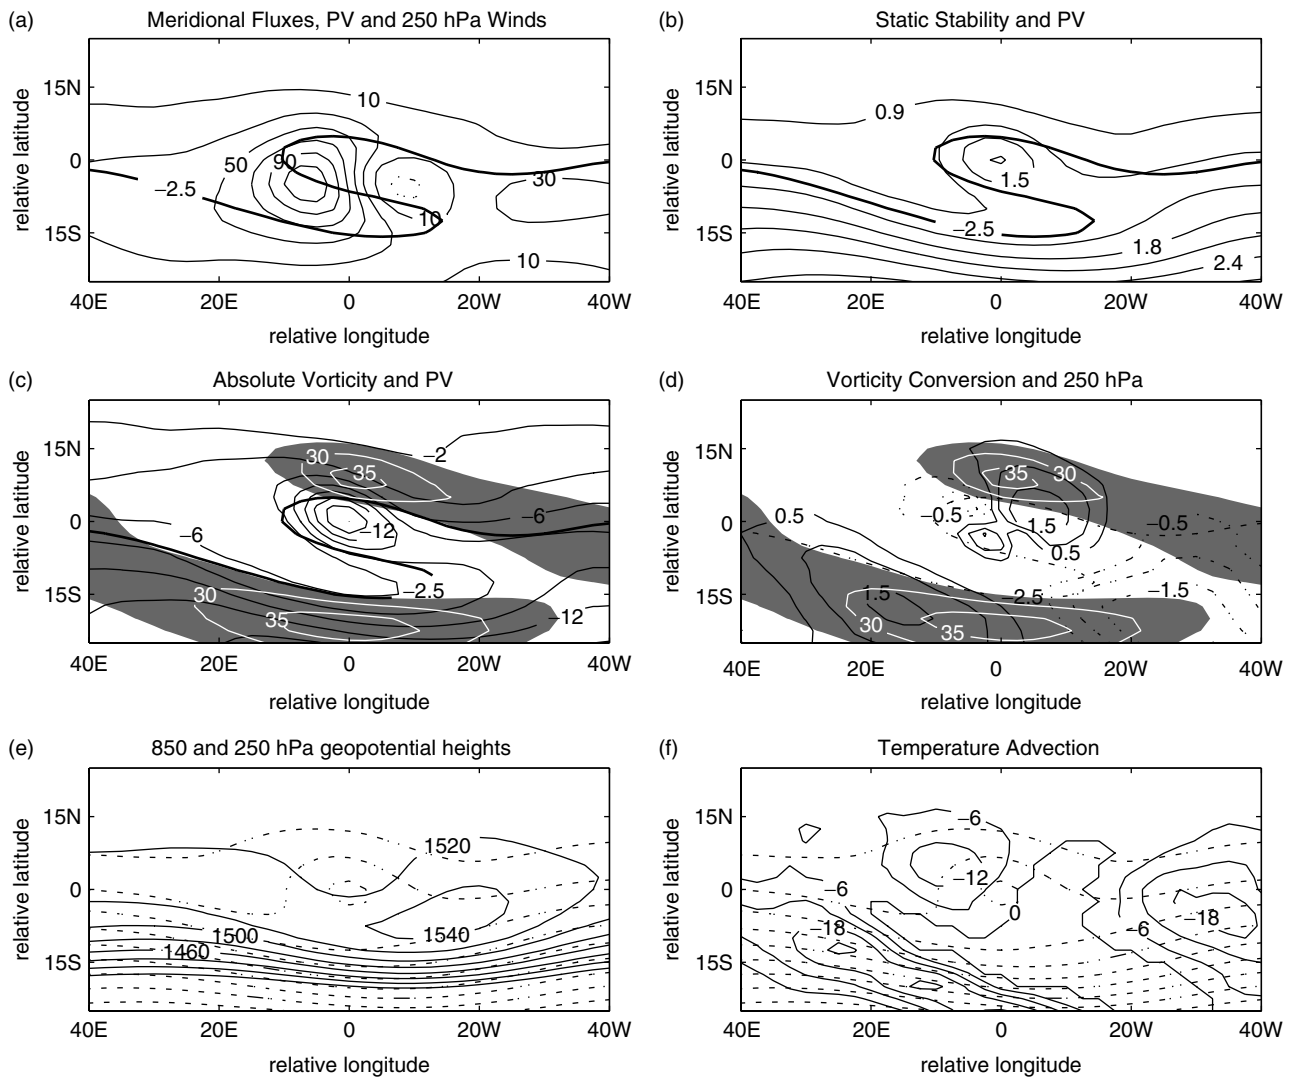 (a) Meridional Fluxes, PV and 250 hPa Winds
15N
0
15S
relative latitude
10
50
90
−2.5
30
10
10
40E 20E 0 20W 40W
relative longitude
(b) Static Stability and PV
15N
0
15S
relative latitude
0.9
1.5
−2.5
1.8
2.4
40E 20E 0 20W 40W
relative longitude
(c) Absolute Vorticity and PV
15N
0
15S
relative latitude
30
35
−2
−6
−12
−6
−2.5
30
35
−12
40E 20E 0 20W 40W
relative longitude
(d) Vorticity Conversion and 250 hPa
15N
0
15S
relative latitude
35 30
0.5
−0.5
1.5
−0.5
0.5
1.5
−2.5
−1.5
30
35
40E 20E 0 20W 40W
relative longitude
(e) 850 and 250 hPa geopotential heights
15N
0
15S
relative latitude
1520
1500
1540
1460
40E 20E 0 20W 40W
relative longitude
(f) Temperature Advection
15N
0
15S
relative latitude
−6
−12
−6
0
−18
−6
−18
40E 20E 0 20W 40W
relative longitude